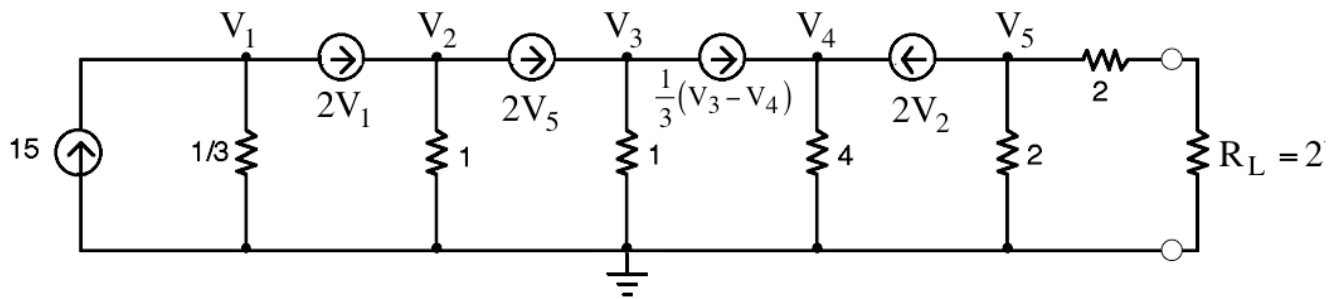 V₁ V₂ V₃ V₄ V₅
15
1/3
2V₁
1
2V₅
1
1/3 (V₃ – V₄)
4
2V₂
2
2
R_L = 2